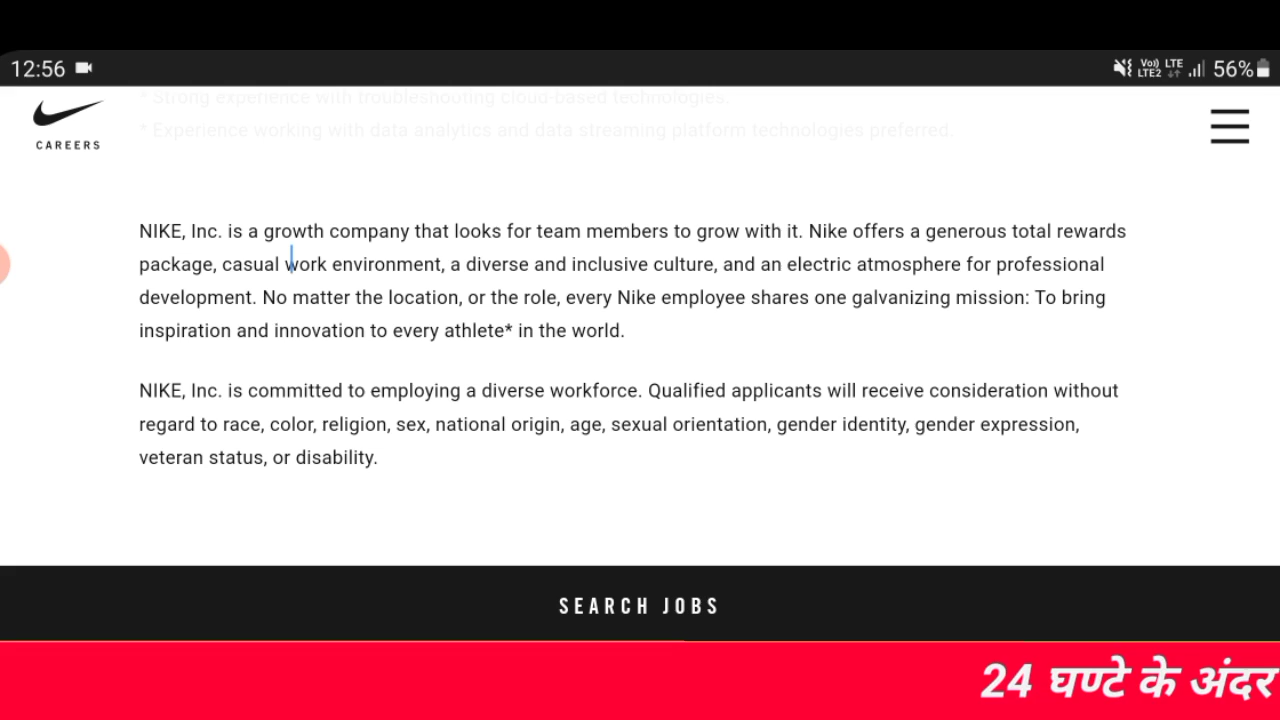 12:56 Vo)) LTE 56%
LTE2
* Strong experience with troubleshooting cloud-based technologies.
* Experience working with data analytics and data streaming platform technologies preferred.
CAREERS
NIKE, Inc. is a growth company that looks for team members to grow with it. Nike offers a generous total rewards
package, casual work environment, a diverse and inclusive culture, and an electric atmosphere for professional
development. No matter the location, or the role, every Nike employee shares one galvanizing mission: To bring
inspiration and innovation to every athlete* in the world.
NIKE, Inc. is committed to employing a diverse workforce. Qualified applicants will receive consideration without
regard to race, color, religion, sex, national origin, age, sexual orientation, gender identity, gender expression,
veteran status, or disability.
SEARCH JOBS
24 घण्टे के अंदर